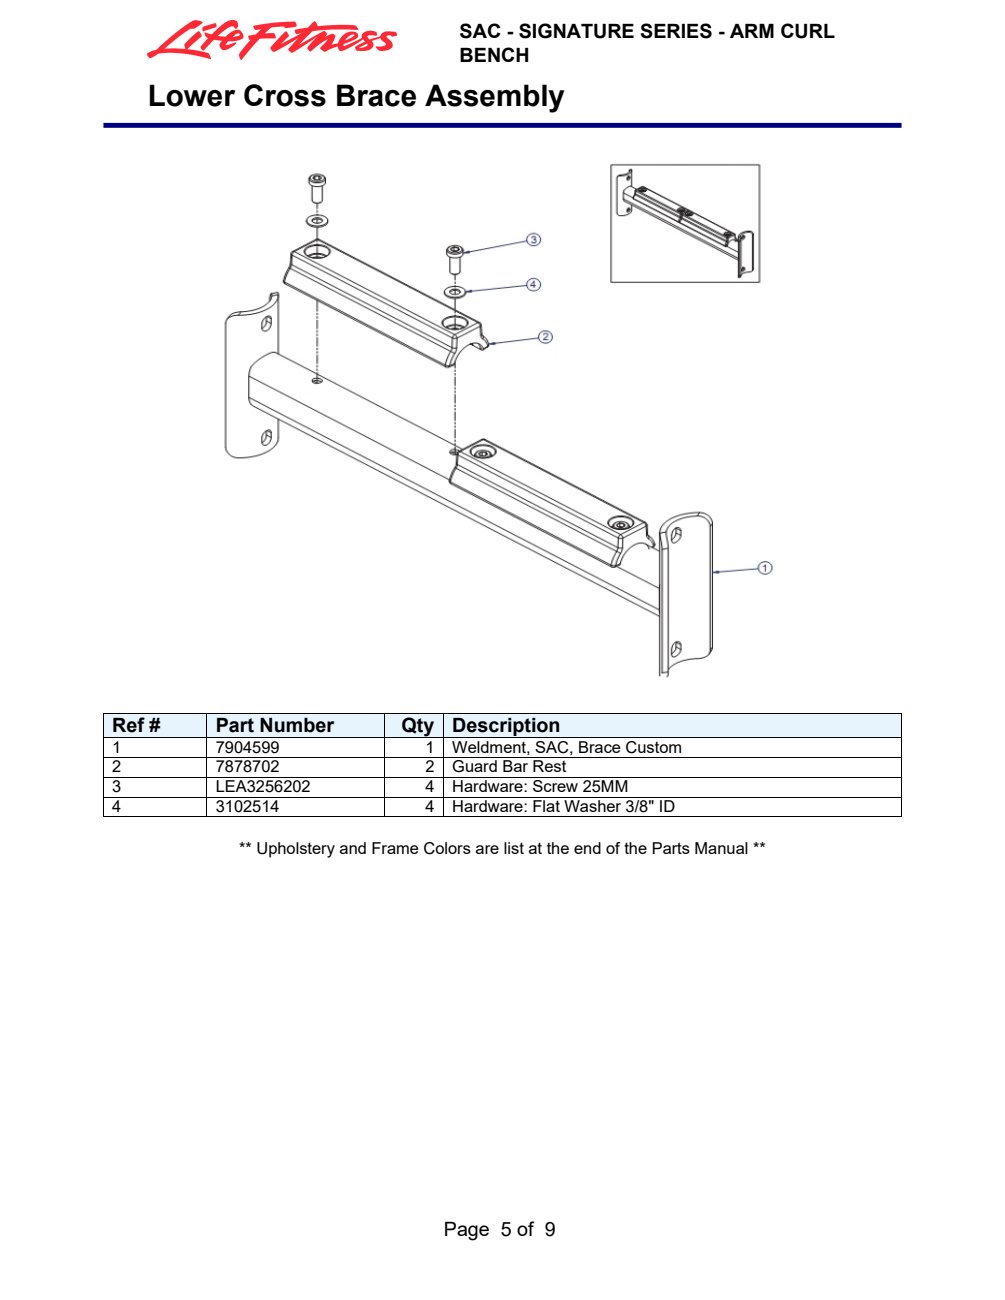 Life Fitness
SAC - SIGNATURE SERIES - ARM CURL
BENCH
Lower Cross Brace Assembly
3
4
2
1
Ref # Part Number Qty Description
1 7904599 1 Weldment, SAC, Brace Custom
2 7878702 2 Guard Bar Rest
3 LEA3256202 4 Hardware: Screw 25MM
4 3102514 4 Hardware: Flat Washer 3/8" ID
** Upholstery and Frame Colors are list at the end of the Parts Manual **
Page 5 of 9